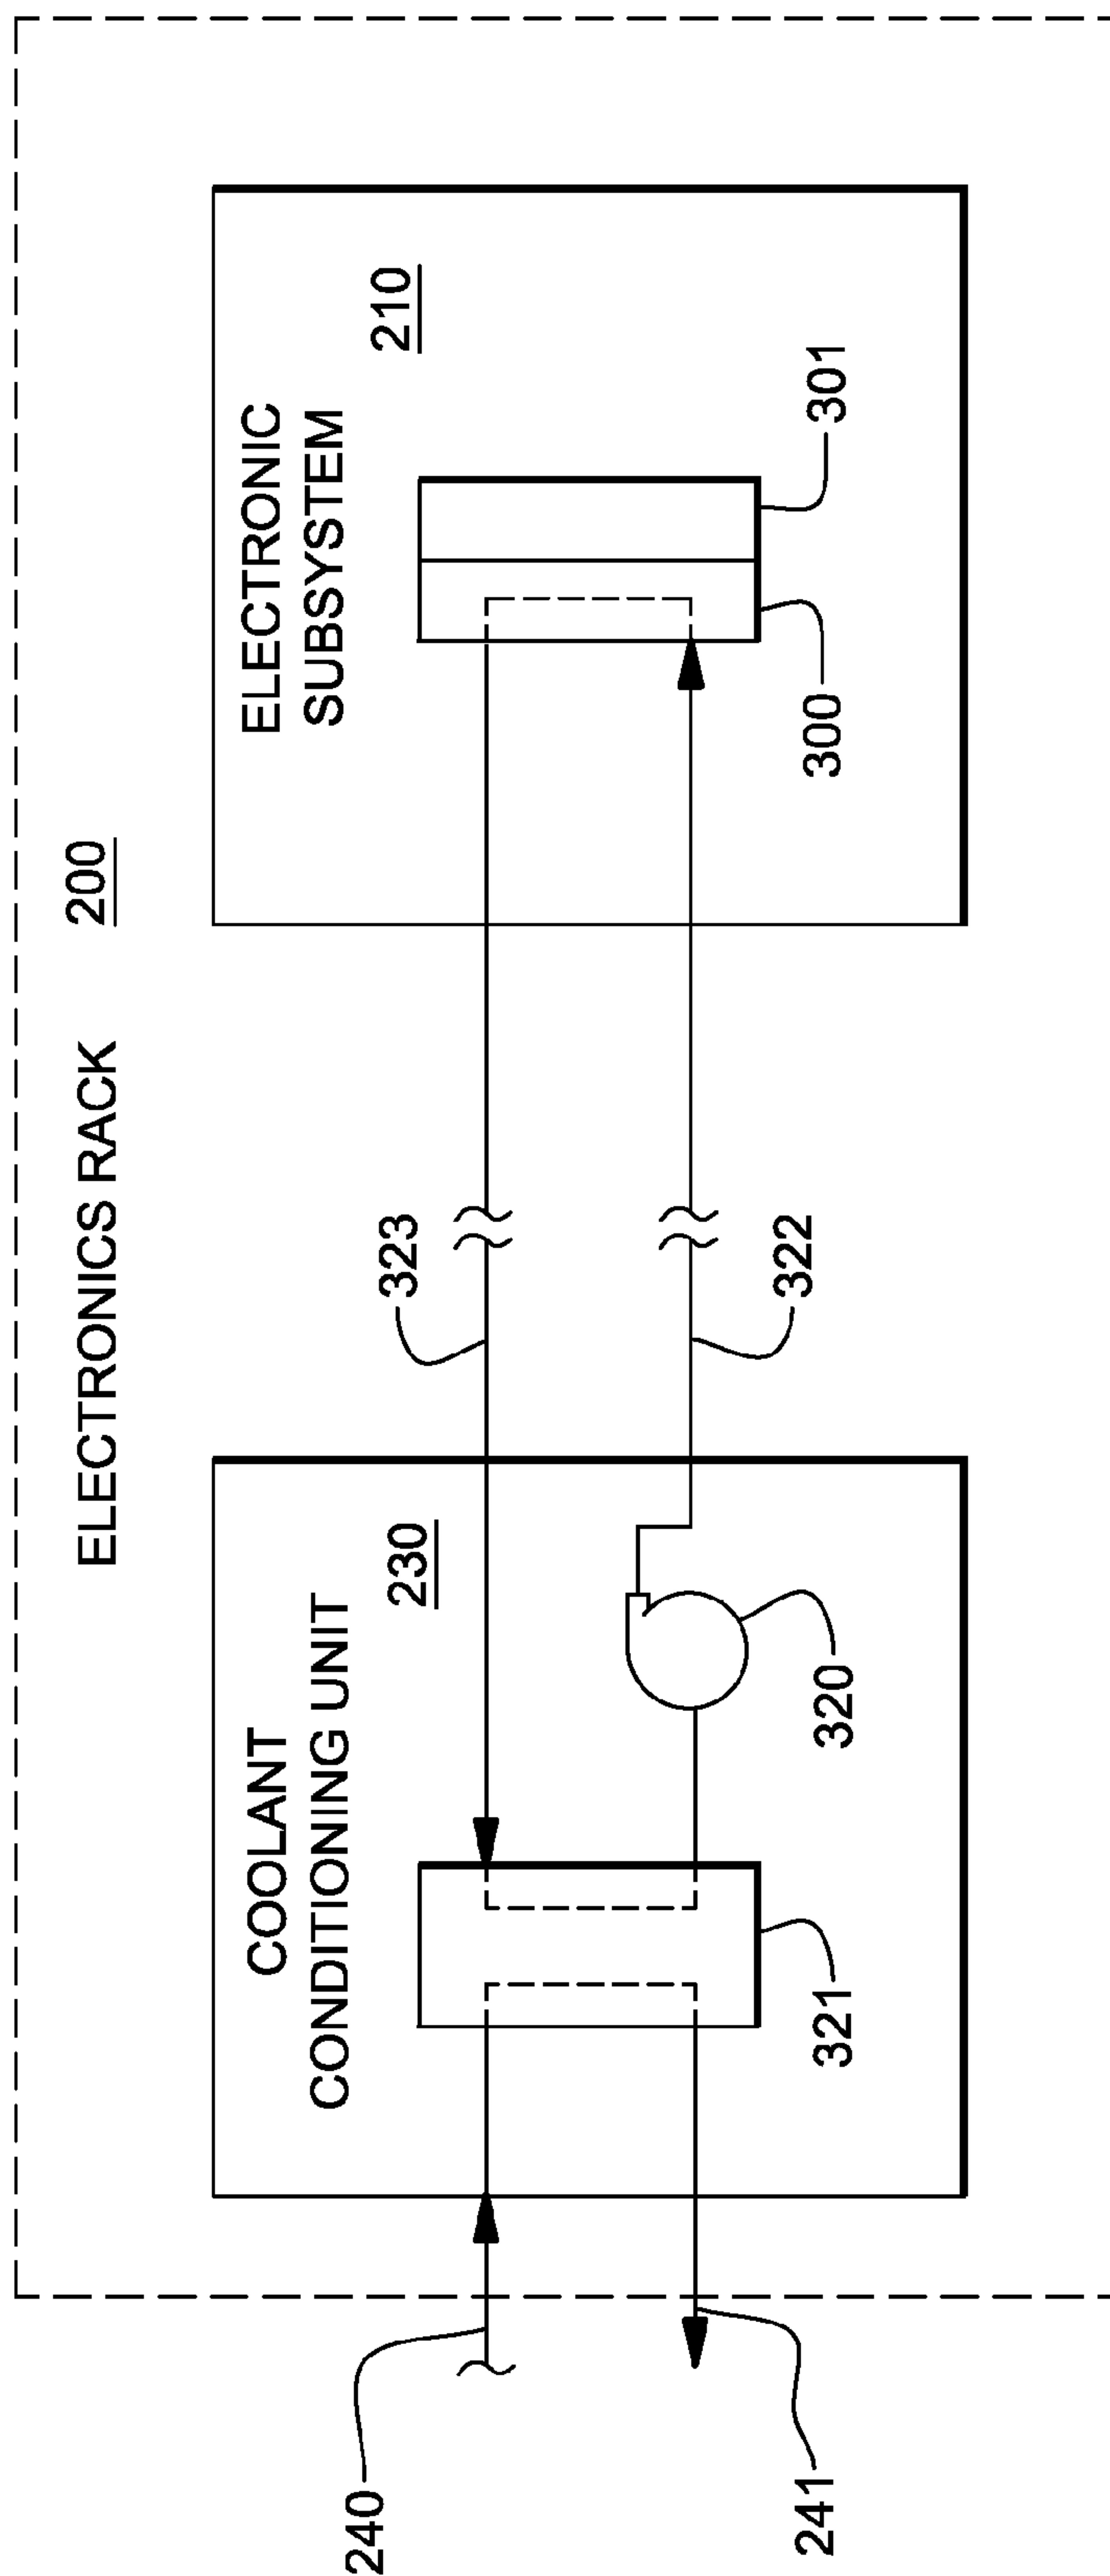 ELECTRONICS RACK 200
COOLANT
CONDITIONING UNIT
230
ELECTRONIC
SUBSYSTEM
210
240
323
241
321
320
322
300
301